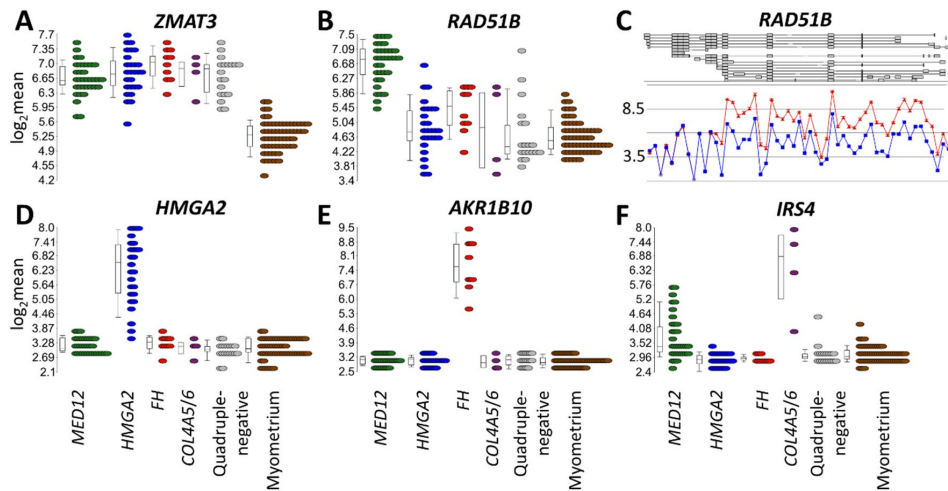 A ZMAT3
log2mean
7.7
7.35
7.0
6.65
6.3
5.95
5.6
5.25
4.9
4.55
4.2
B RAD51B
7.5
7.09
6.68
6.27
5.86
5.45
5.04
4.63
4.22
3.81
3.4
C RAD51B
8.5
3.5
D HMGA2
log2mean
8.0
7.41
6.82
6.23
5.64
5.05
4.46
3.87
3.28
2.69
2.1
MED12
HMGA2
FH
COL4A5/6
Quadruple-
negative
Myometrium
E AKR1B10
9.5
8.8
8.1
7.4
6.7
6.0
5.3
4.6
3.9
3.2
2.5
MED12
HMGA2
FH
COL4A5/6
Quadruple-
negative
Myometrium
F IRS4
8.0
7.44
6.88
6.32
5.76
5.2
4.64
4.08
3.52
2.96
2.4
MED12
HMGA2
FH
COL4A5/6
Quadruple-
negative
Myometrium